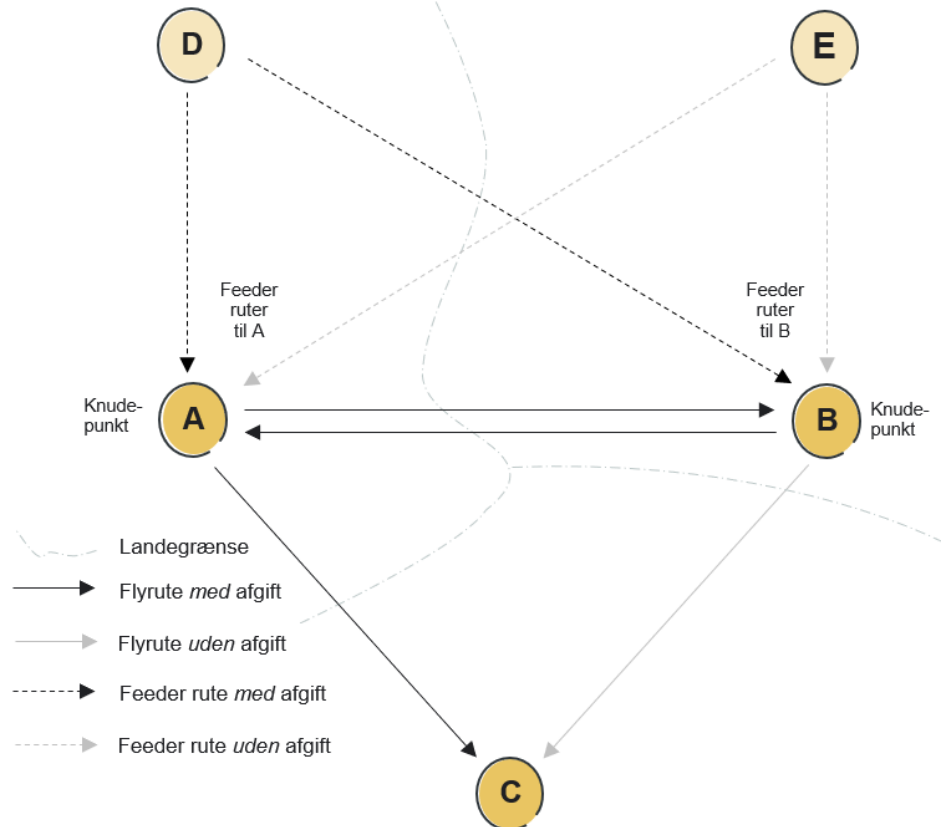 D
E
Feeder
ruter
til A
Feeder
ruter
til B
Knude-
punkt
A
B
Knude-
punkt
Landegrænse
Flyrute med afgift
Flyrute uden afgift
Feeder rute med afgift
Feeder rute uden afgift
C